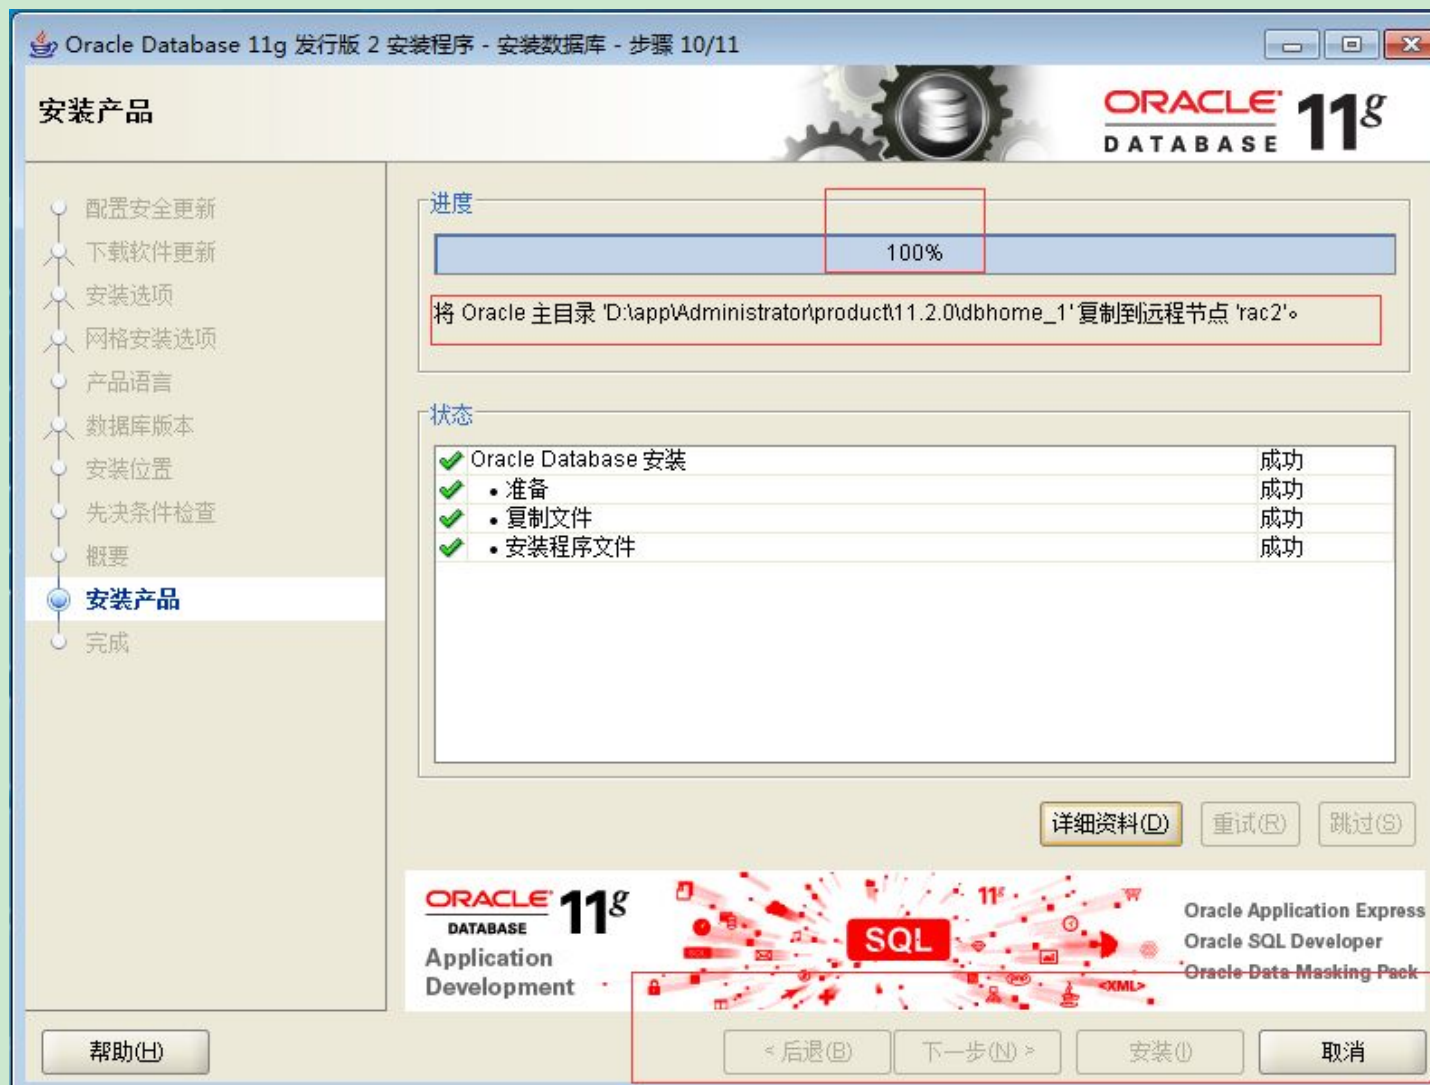 Oracle Database 11g 发行版 2 安装程序 - 安装数据库 - 步骤 10/11
安装产品
ORACLE DATABASE 11g
配置安全更新
下载软件更新
安装选项
网格安装选项
产品语言
数据库版本
安装位置
先决条件检查
概要
安装产品
完成
进度
100%
将 Oracle 主目录 'D:\app\Administrator\product\11.2.0\dbhome_1' 复制到远程节点 'rac2'。
状态
Oracle Database 安装 成功
• 准备 成功
• 复制文件 成功
• 安装程序文件 成功
详细资料(D) 重试(R) 跳过(S)
ORACLE DATABASE 11g
Application
Development
11g
SQL
<XML>
Oracle Application Express
Oracle SQL Developer
Oracle Data Masking Pack
帮助(H) < 后退(B) 下一步(N) > 安装(I) 取消